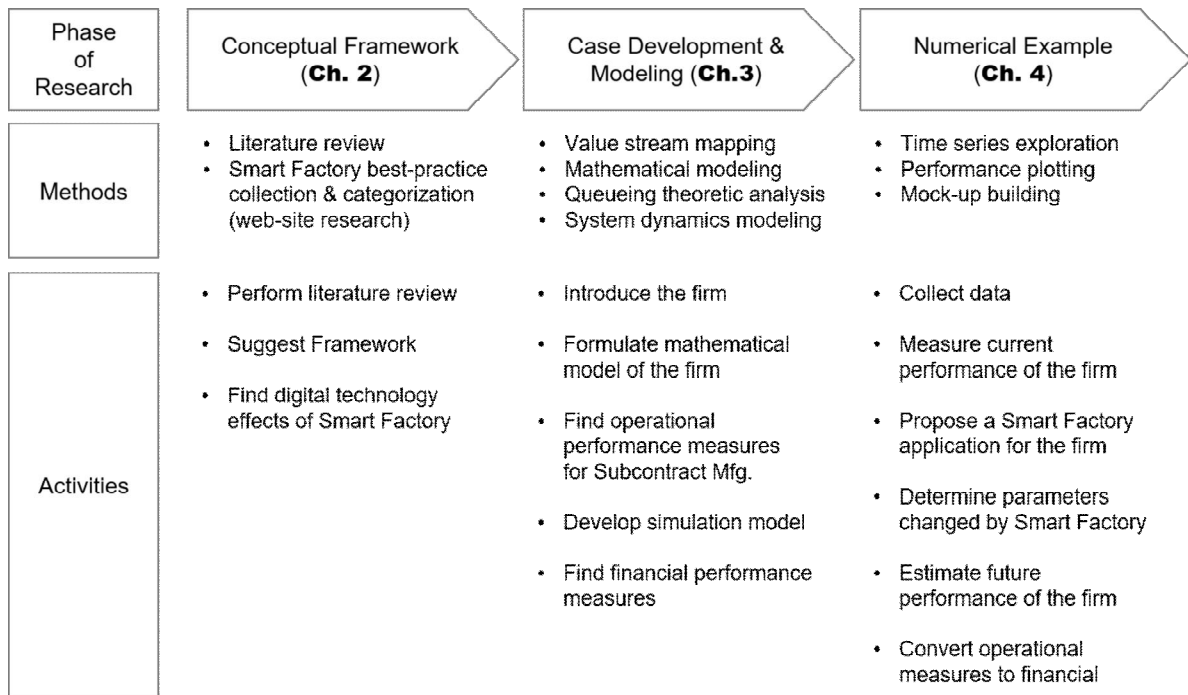 Phase
of
Research
Conceptual Framework
(Ch. 2)
Case Development &
Modeling (Ch.3)
Numerical Example
(Ch. 4)
Methods
• Literature review
• Smart Factory best-practice
collection & categorization
(web-site research)
• Value stream mapping
• Mathematical modeling
• Queueing theoretic analysis
• System dynamics modeling
• Time series exploration
• Performance plotting
• Mock-up building
Activities
• Perform literature review
• Suggest Framework
• Find digital technology
effects of Smart Factory
• Introduce the firm
• Formulate mathematical
model of the firm
• Find operational
performance measures
for Subcontract Mfg.
• Develop simulation model
• Find financial performance
measures
• Collect data
• Measure current
performance of the firm
• Propose a Smart Factory
application for the firm
• Determine parameters
changed by Smart Factory
• Estimate future
performance of the firm
• Convert operational
measures to financial